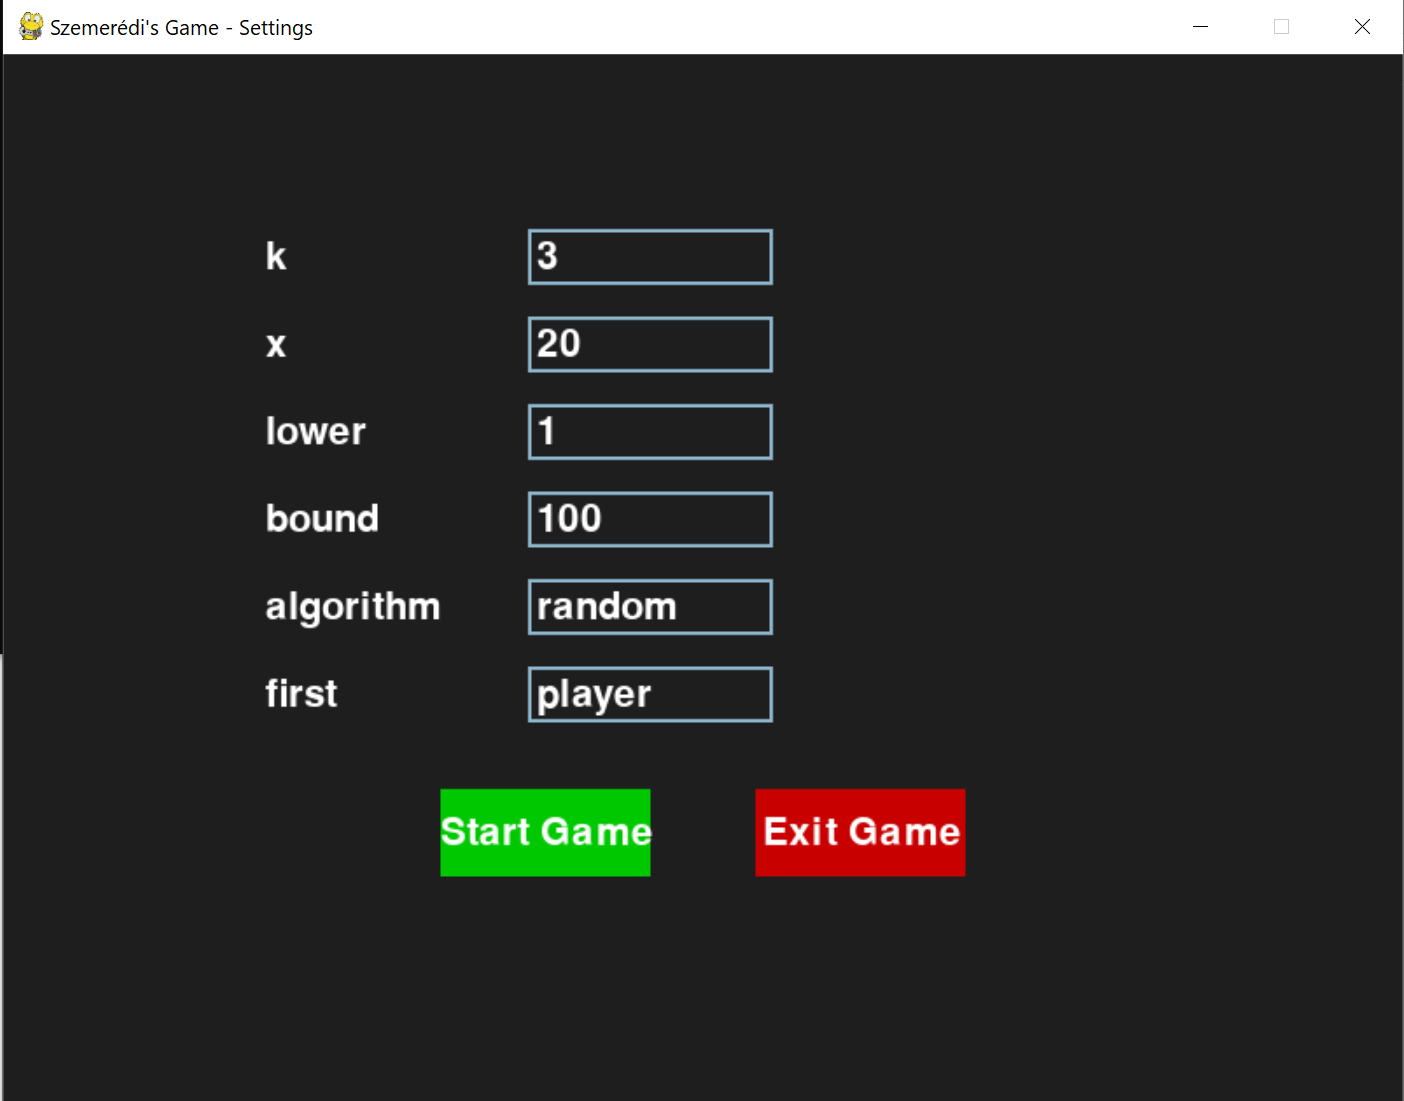 Szemerédi's Game - Settings
k 3
x 20
lower 1
bound 100
algorithm random
first player
Start Game Exit Game